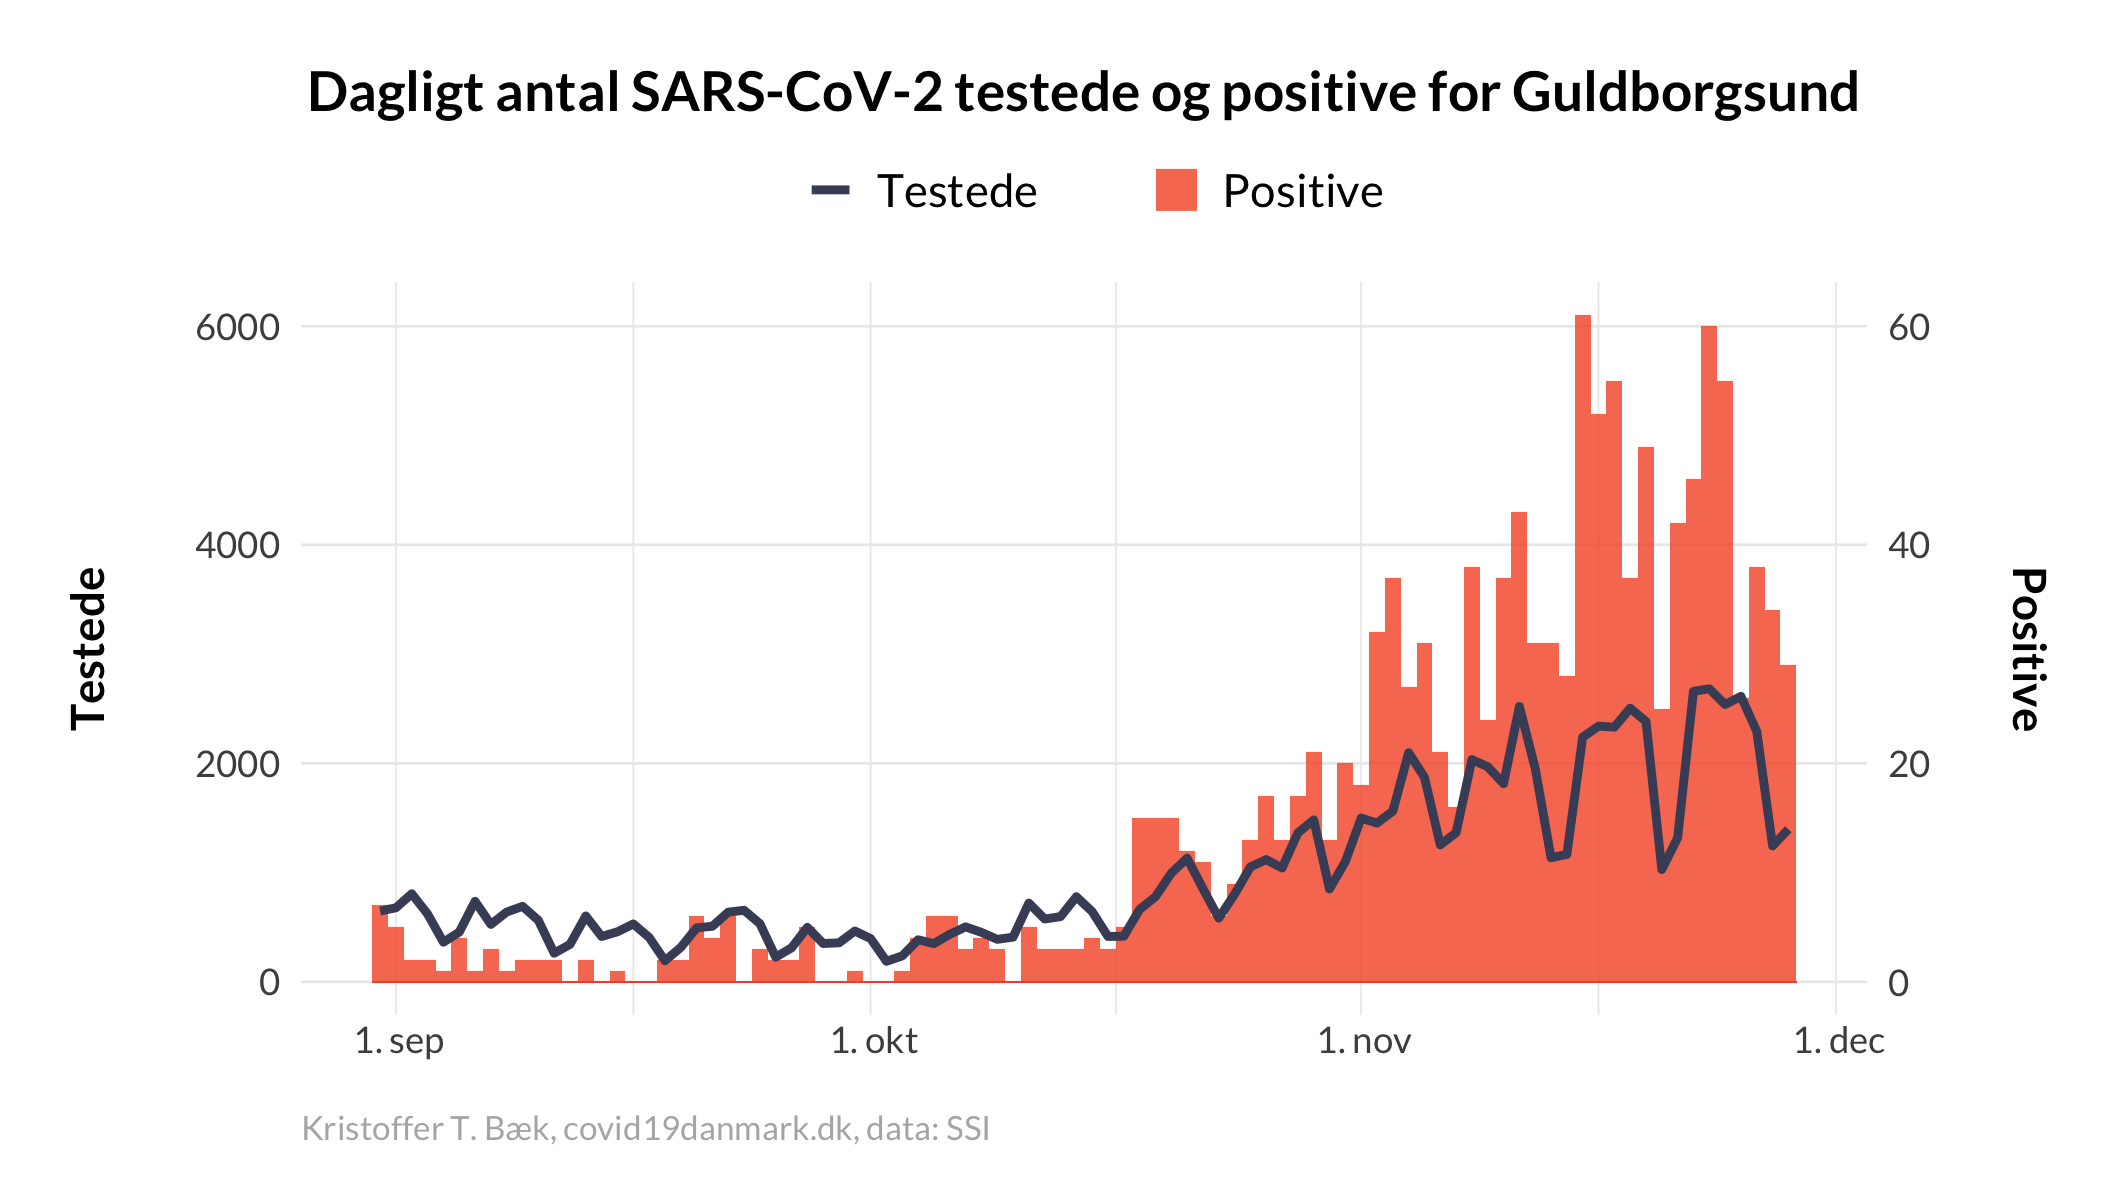 Dagligt antal SARS-CoV-2 testede og positive for Guldborgsund
Testede
Positive
6000
4000
2000
0
60
40
20
0
Testede
Positive
1. sep
1. okt
1. nov
1. dec
Kristoffer T. Bæk, covid19danmark.dk, data: SSI